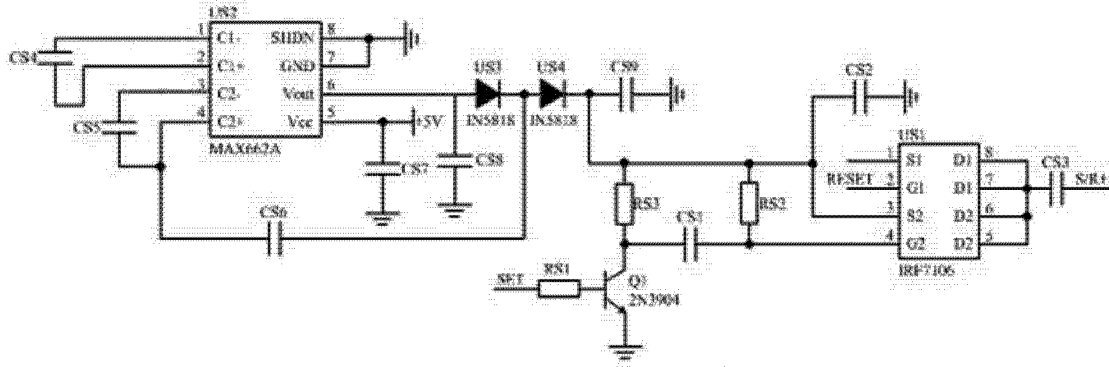 US2
1 C1- SHDN 8
2 C1+ GND 7
3 C2- Vout 6
4 C2+ Vcc 5
MAX662A
CS4
CS5
CS6
+5V
CS7
CS8
US3
IN5818
US4
IN5818
CS9
CS2
RS3
CS1
RS2
SET
RS1
2N3904
US1
1 S1 D1 8
2 G1 D1 7
3 S2 D2 6
4 G2 D2 5
IRF7106
RESET
CS3